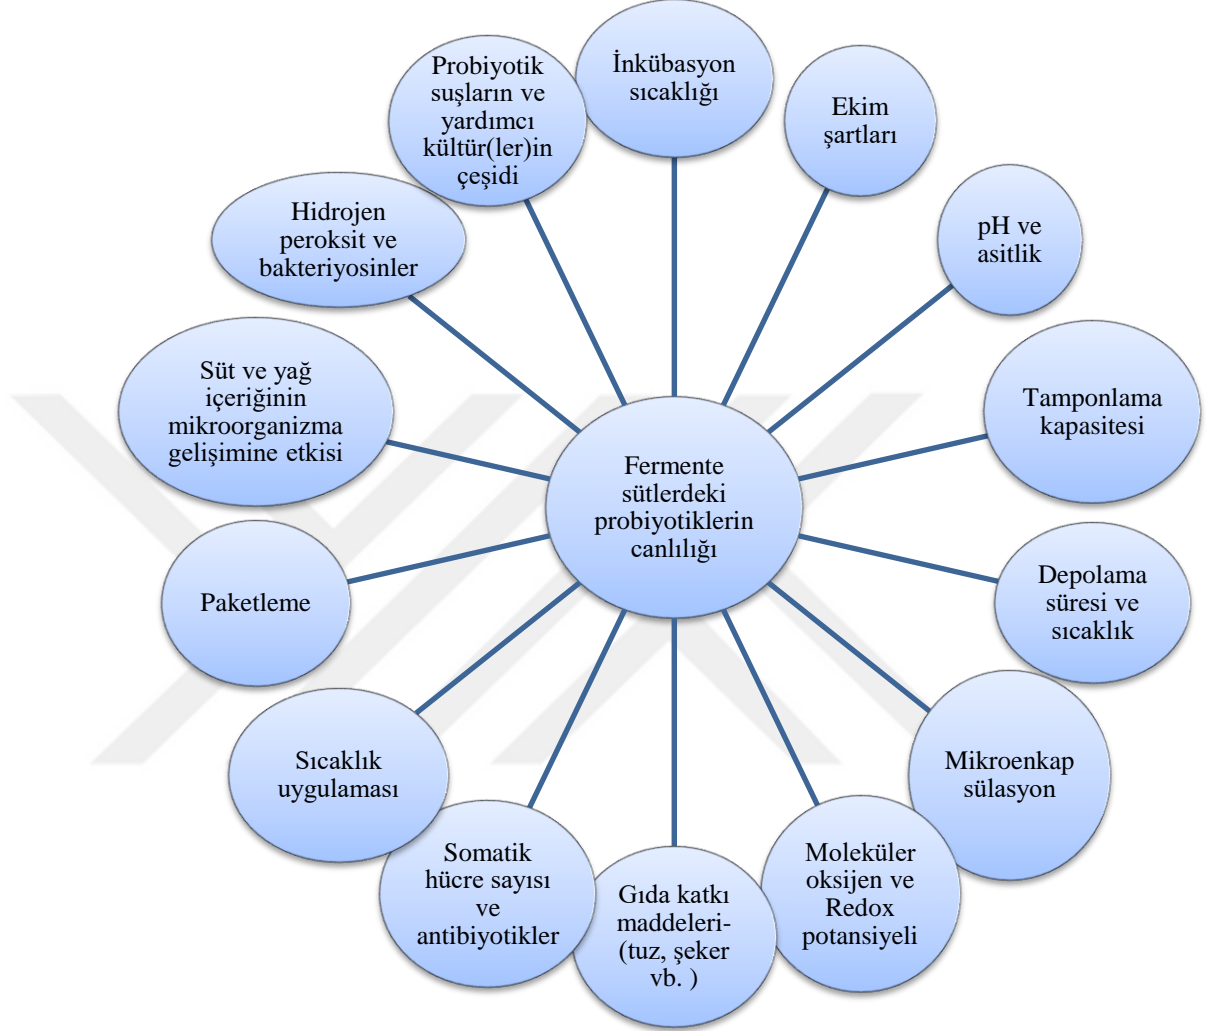 İnkübasyon
sıcaklığı
Ekim
şartları
pH ve
asitlik
Tamponlama
kapasitesi
Depolama
süresi ve
sıcaklık
Mikroenkap
sülasyon
Moleküler
oksijen ve
Redox
potansiyeli
Gıda katkı
maddeleri-
(tuz, şeker
vb. )
Somatik
hücre sayısı
ve
antibiyotikler
Sıcaklık
uygulaması
Paketleme
Süt ve yağ
içeriğinin
mikroorganizma
gelişimine etkisi
Hidrojen
peroksit ve
bakteriyosinler
Probiyotik
suşların ve
yardımcı
kültür(ler)in
çeşidi
Fermente
sütlerdeki
probiyotiklerin
canlılığı